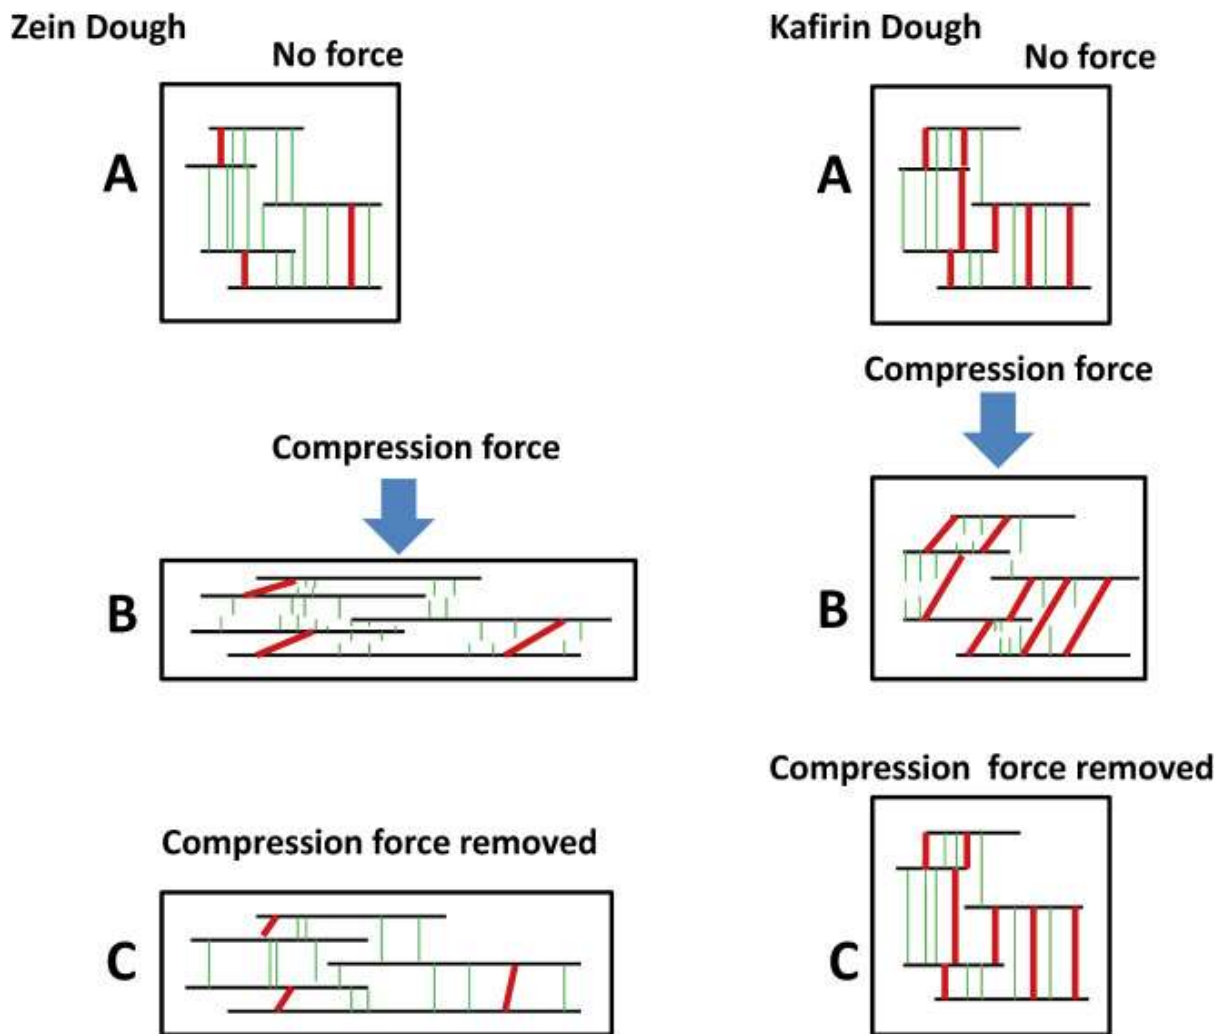 Zein Dough
No force
A
Compression force
B
Compression force removed
C
Kafirin Dough
No force
A
Compression force
B
Compression  force removed
C